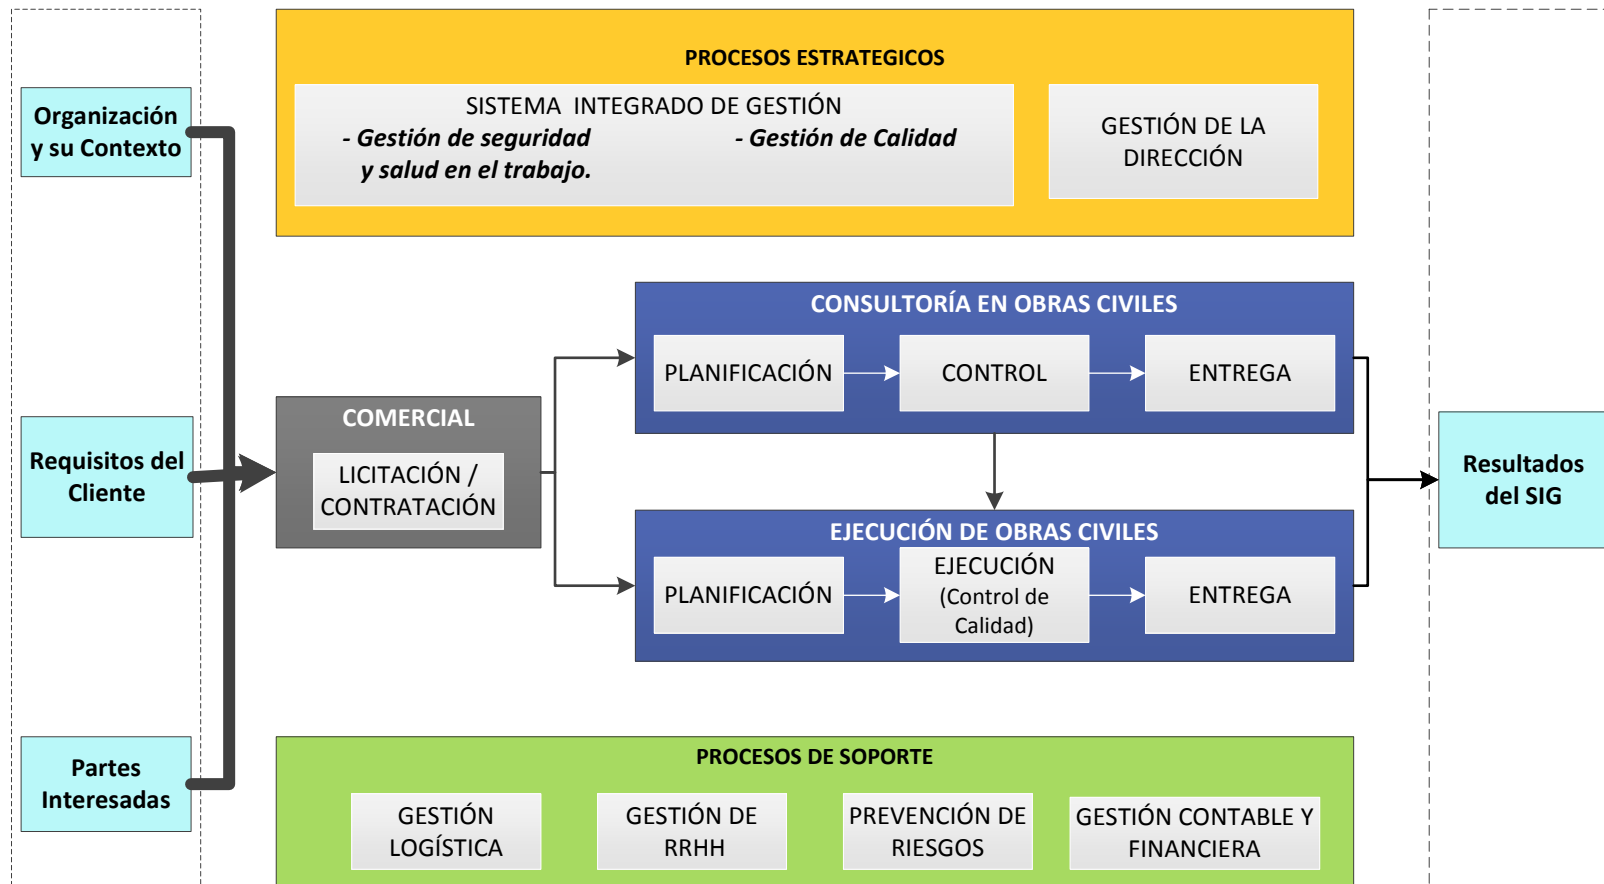 PROCESOS ESTRATEGICOS
SISTEMA INTEGRADO DE GESTIÓN
- Gestión de seguridad
y salud en el trabajo.
- Gestión de Calidad
GESTIÓN DE LA
DIRECCIÓN
Organización
y su Contexto
CONSULTORÍA EN OBRAS CIVILES
PLANIFICACIÓN
CONTROL
ENTREGA
COMERCIAL
LICITACIÓN /
CONTRATACIÓN
Requisitos del
Cliente
Resultados
del SIG
EJECUCIÓN DE OBRAS CIVILES
PLANIFICACIÓN
EJECUCIÓN
(Control de
Calidad)
ENTREGA
Partes
Interesadas
PROCESOS DE SOPORTE
GESTIÓN
LOGÍSTICA
GESTIÓN DE
RRHH
PREVENCIÓN DE
RIESGOS
GESTIÓN CONTABLE Y
FINANCIERA